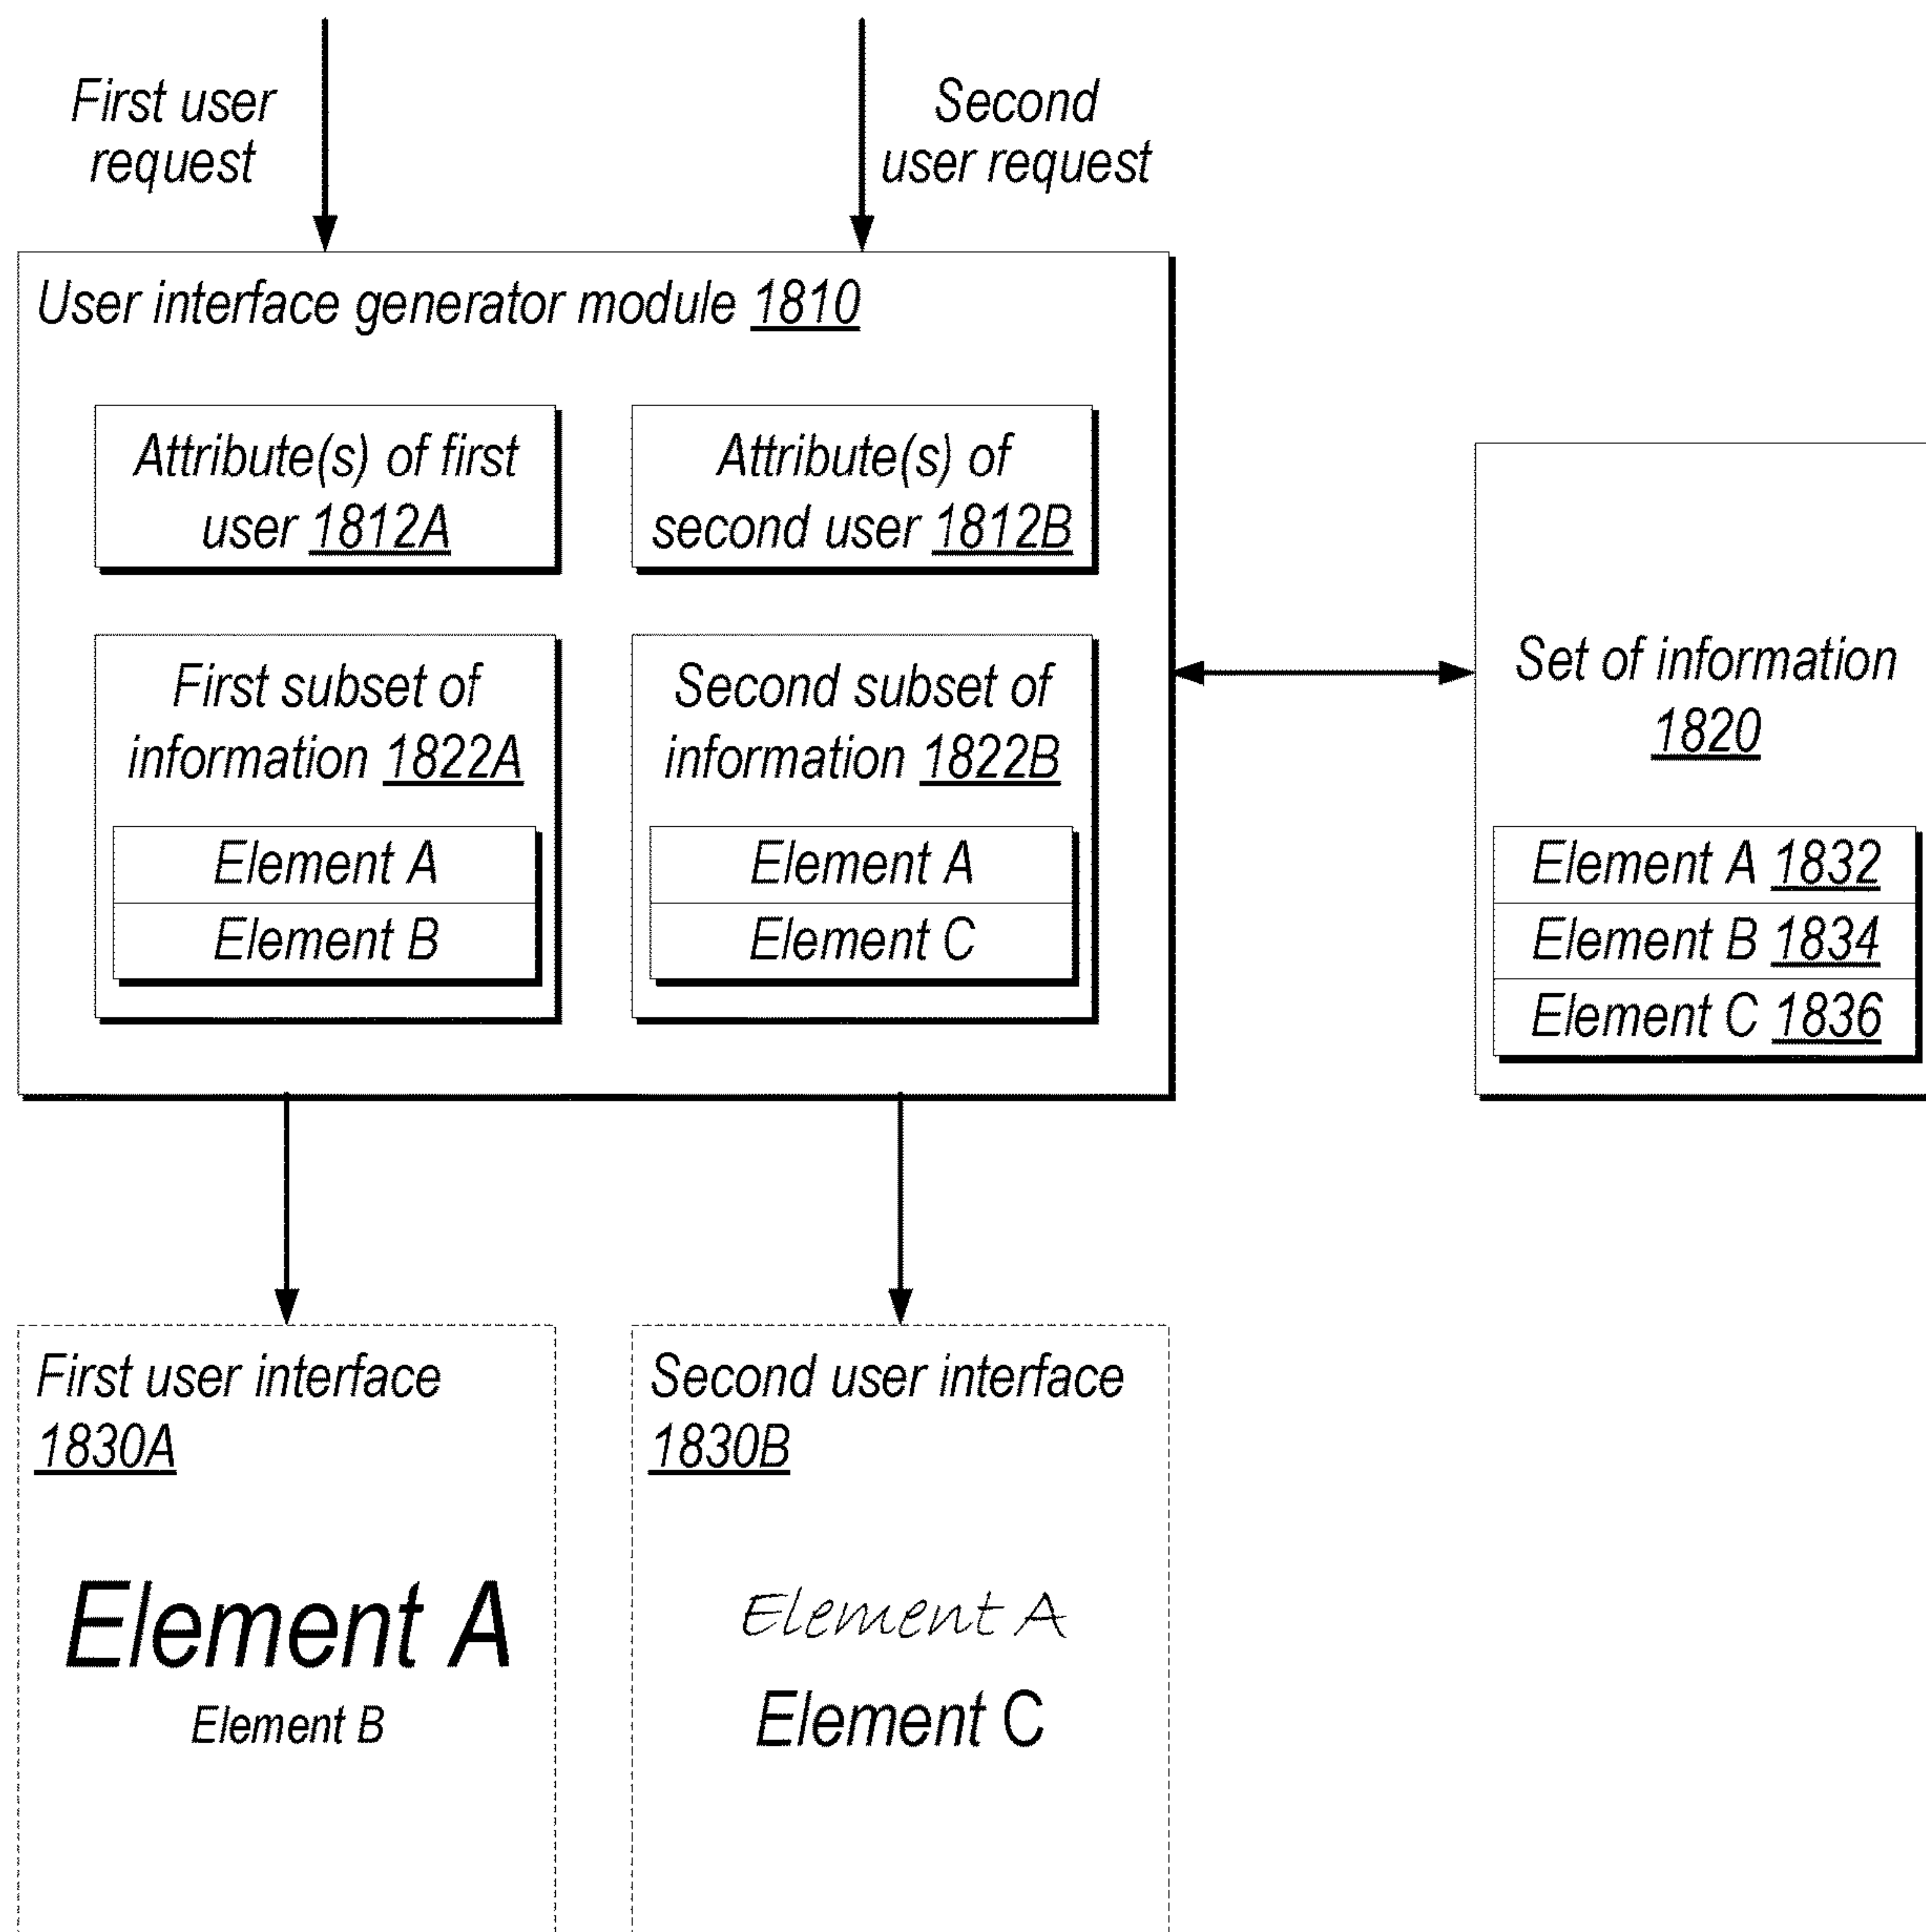 First user
request
Second
user request
User interface generator module 1810
Attribute(s) of first
user 1812A
Attribute(s) of
second user 1812B
First subset of
information 1822A
Element A
Element B
Second subset of
information 1822B
Element A
Element C
Set of information
1820
Element A 1832
Element B 1834
Element C 1836
First user interface
1830A
Element A
Element B
Second user interface
1830B
Element A
Element C